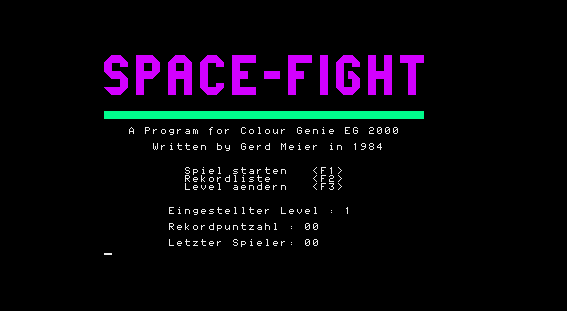 SPACE-FIGHT
A Program for Colour Genie EG 2000
Written by Gerd Meier in 1984
Spiel starten <F1>
Rekordliste <F2>
Level aendern <F3>
Eingestellter Level : 1
Rekordpuntzahl : 00
Letzter Spieler: 00